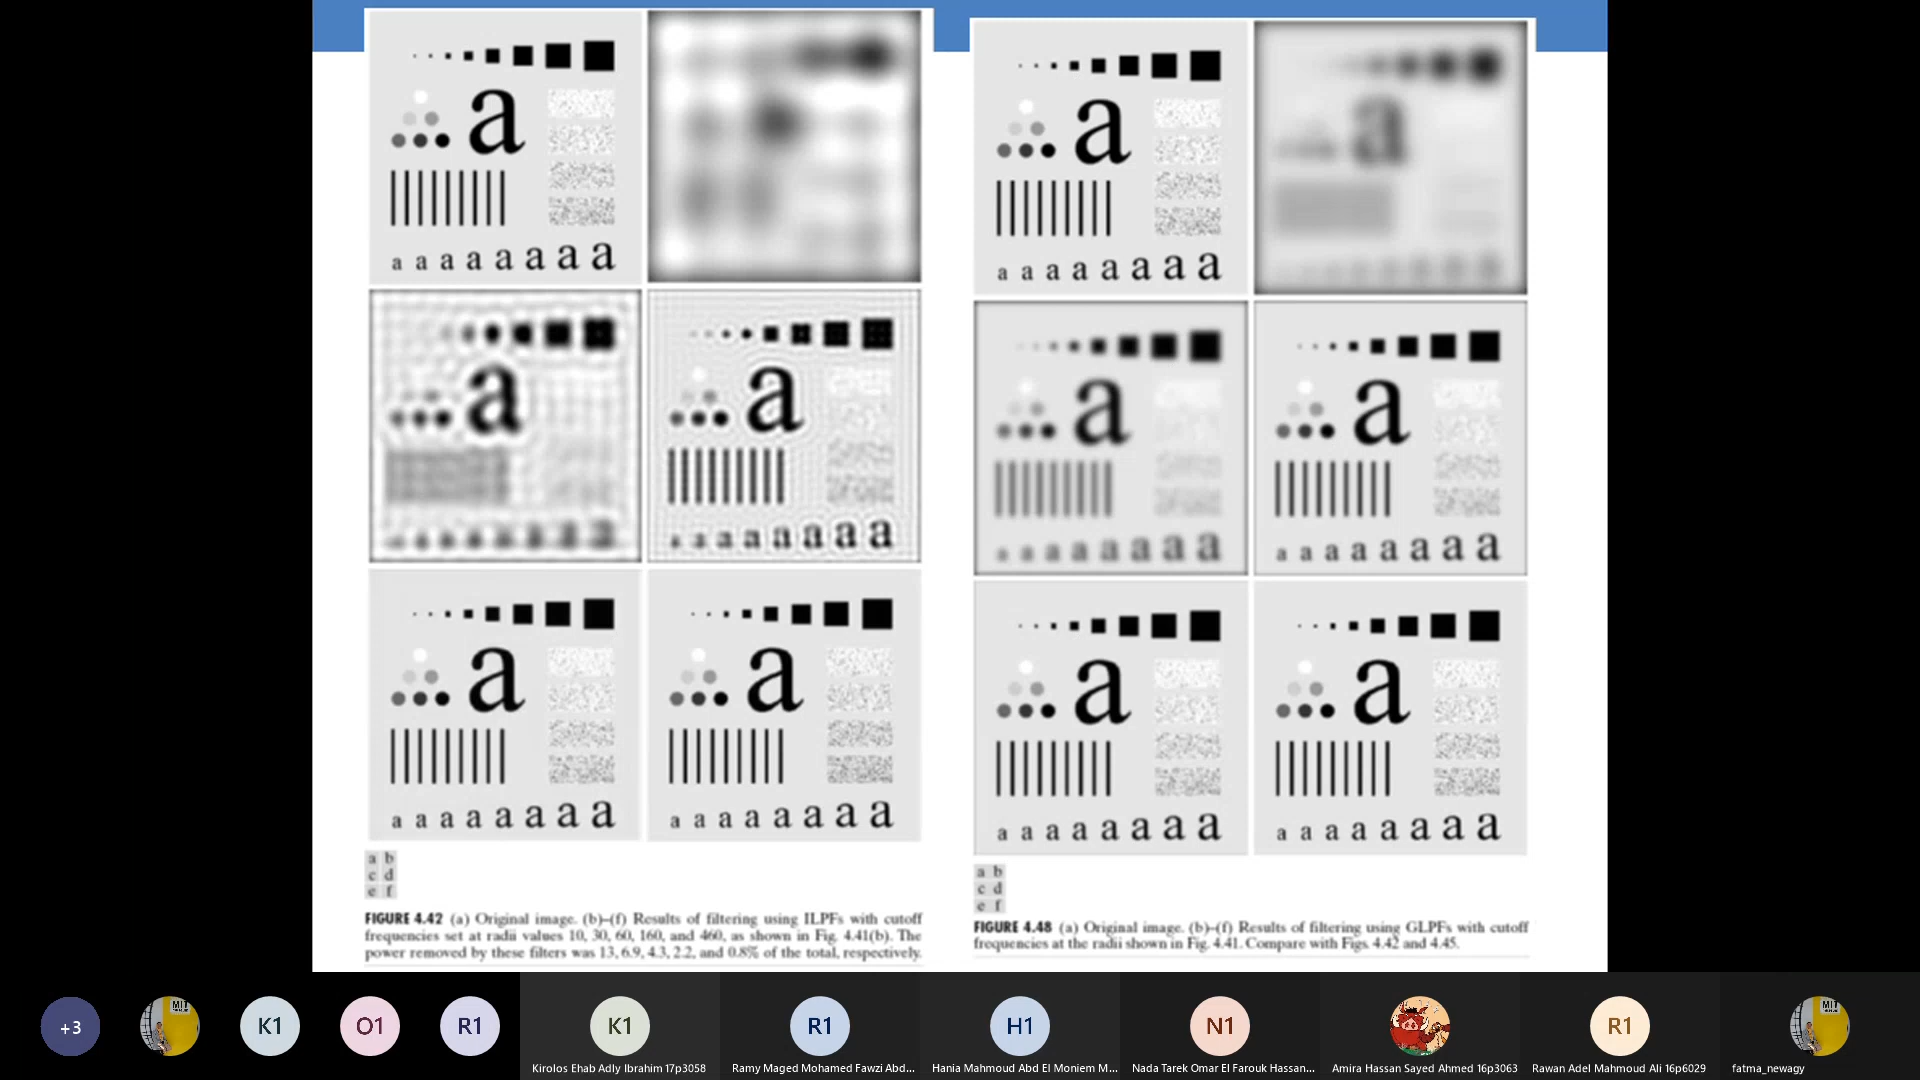 a
a a a a a a a a
a
a a a a a a a a
a
a a a a a a a a
a
a a a a a a a a
a
a a a a a a a a
a
a a a a a a a a
a b
c d
e f
FIGURE 4.42 (a) Original image. (b)–(f) Results of filtering using ILPFs with cutoff
frequencies set at radii values 10, 30, 60, 160, and 460, as shown in Fig. 4.41(b). The
power removed by these filters was 13, 6.9, 4.3, 2.2, and 0.8% of the total, respectively.
a
a a a a a a a a
a
a
a a a a a a a a
a
a a a a a a a a
a
a a a a a a a a
a
a a a a a a a a
a b
c d
e f
FIGURE 4.48 (a) Original image. (b)–(f) Results of filtering using GLPFs with cutoff
frequencies at the radii shown in Fig. 4.41. Compare with Figs. 4.42 and 4.45.
+3
MIT
K1
O1
R1
K1
Kirolos Ehab Adly Ibrahim 17p3058
R1
Ramy Maged Mohamed Fawzi Abd...
H1
Hania Mahmoud Abd El Moniem M...
N1
Nada Tarek Omar El Farouk Hassan...
Amira Hassan Sayed Ahmed 16p3063
R1
Rawan Adel Mahmoud Ali 16p6029
MIT
fatma_newagy